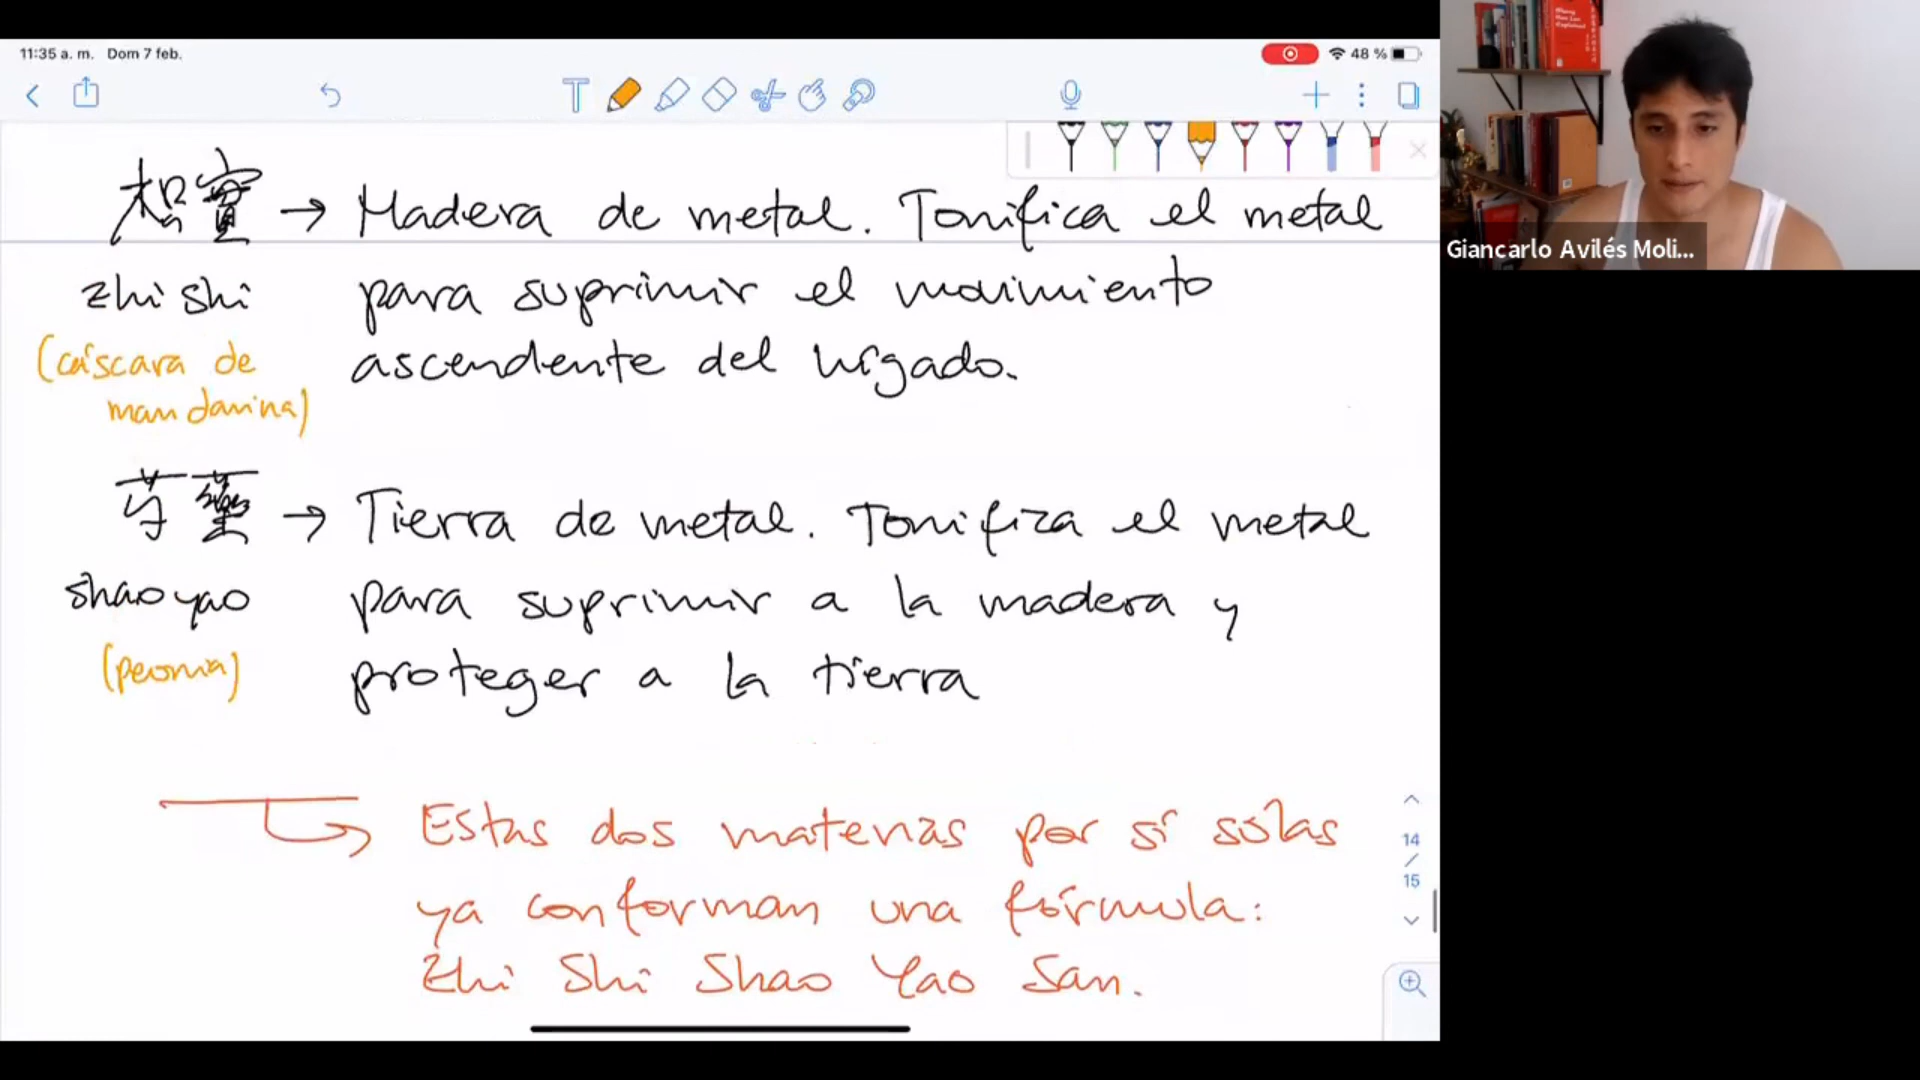 11:35 a. m. Dom 7 feb.
48 %
枳實 → Madera de metal. Tonifica el metal
zhi shi para suprimir el movimiento
(cáscara de mandarina) ascendente del hígado.
芍藥 → Tierra de metal. Tonifiza el metal
shao yao para suprimir a la madera y
(peonia) proteger a la tierra
Estas dos materias por sí sólas
ya conforman una fórmula:
Zhi Shi Shao Yao San.
14
/
15
Giancarlo Avilés Moli...